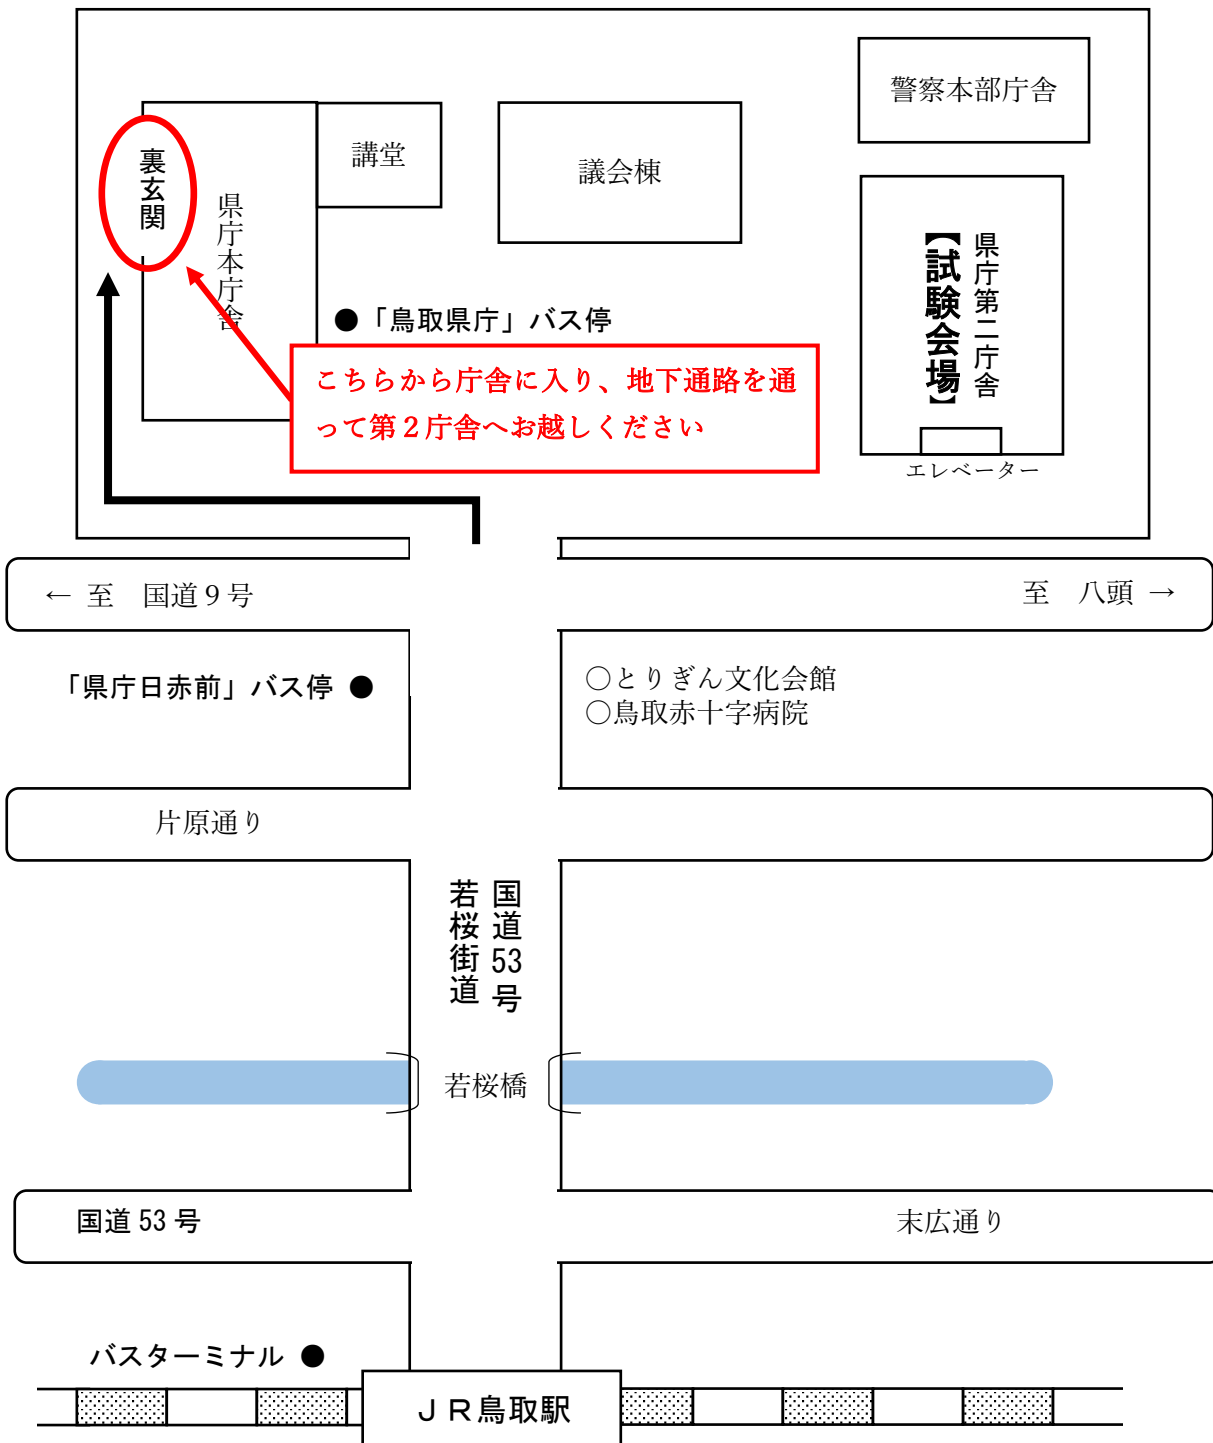 警察本部庁舎
講堂
議会棟
裏玄関
県庁本庁舎
県庁第二庁舎
【試験会場】
●「鳥取県庁」バス停
こちらから庁舎に入り、地下通路を通
って第２庁舎へお越しください
エレベーター
← 至　国道９号
至　八頭 →
「県庁日赤前」バス停 ●
○とりぎん文化会館
○鳥取赤十字病院
片原通り
国道53号
若桜街道
若桜橋
国道 53 号
末広通り
バスターミナル ●
ＪＲ鳥取駅